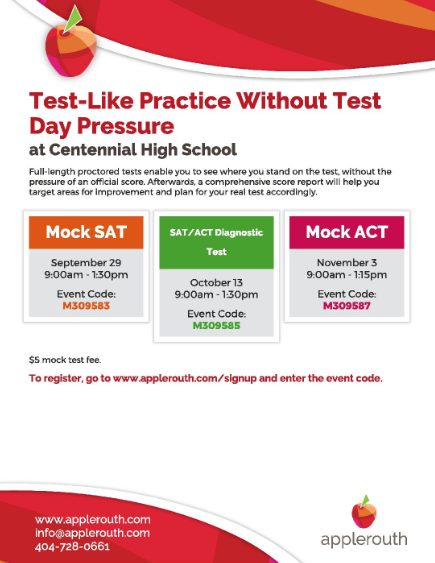 Test-Like Practice Without Test
Day Pressure
at Centennial High School
Full-length proctored tests enable you to see where you stand on the test, without the
pressure of an official score. Afterwards, a comprehensive score report will help you
target areas for improvement and plan for your real test accordingly.
Mock SAT
September 29
9:00am - 1:30pm
Event Code:
M309583
SAT/ACT Diagnostic
Test
October 13
9:00am - 1:30pm
Event Code:
M309585
Mock ACT
November 3
9:00am - 1:15pm
Event Code:
M309587
$5 mock test fee.
To register, go to www.applerouth.com/signup and enter the event code.
www.applerouth.com
info@applerouth.com
404-728-0661
applerouth